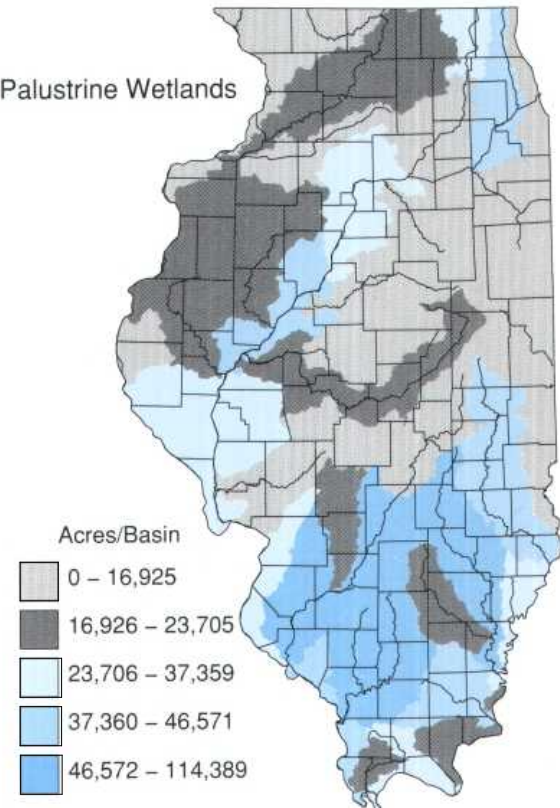 Palustrine Wetlands
Acres/Basin
0 – 16,925
16,926 – 23,705
23,706 – 37,359
37,360 – 46,571
46,572 – 114,389